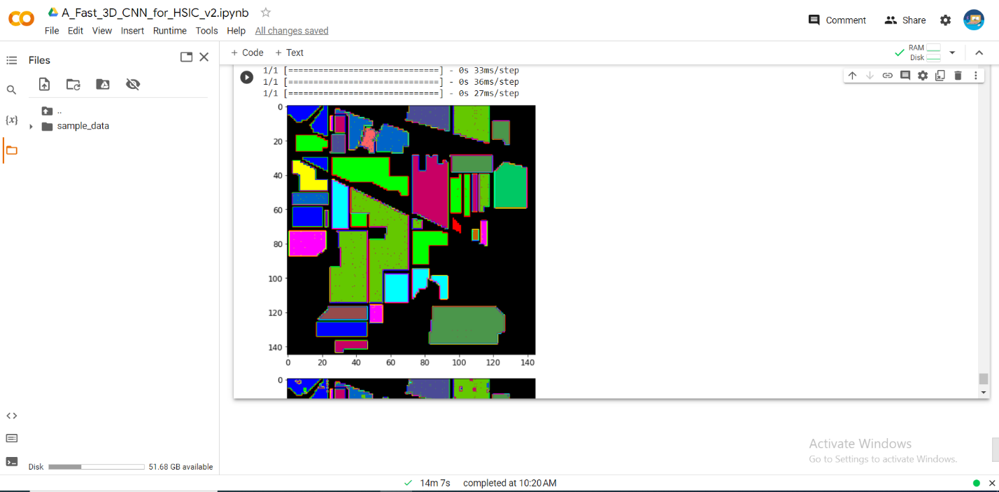 A_Fast_3D_CNN_for_HSIC_v2.ipynb
File Edit View Insert Runtime Tools Help All changes saved
Comment
Share
Files
+ Code + Text
RAM
Disk
{x}
..
sample_data
1/1 [==============================] - 0s 33ms/step
1/1 [==============================] - 0s 36ms/step
1/1 [==============================] - 0s 27ms/step
0
20
40
60
80
100
120
140
0 20 40 60 80 100 120 140
0
Disk 51.68 GB available
Activate Windows
Go to Settings to activate Windows.
14m 7s completed at 10:20 AM